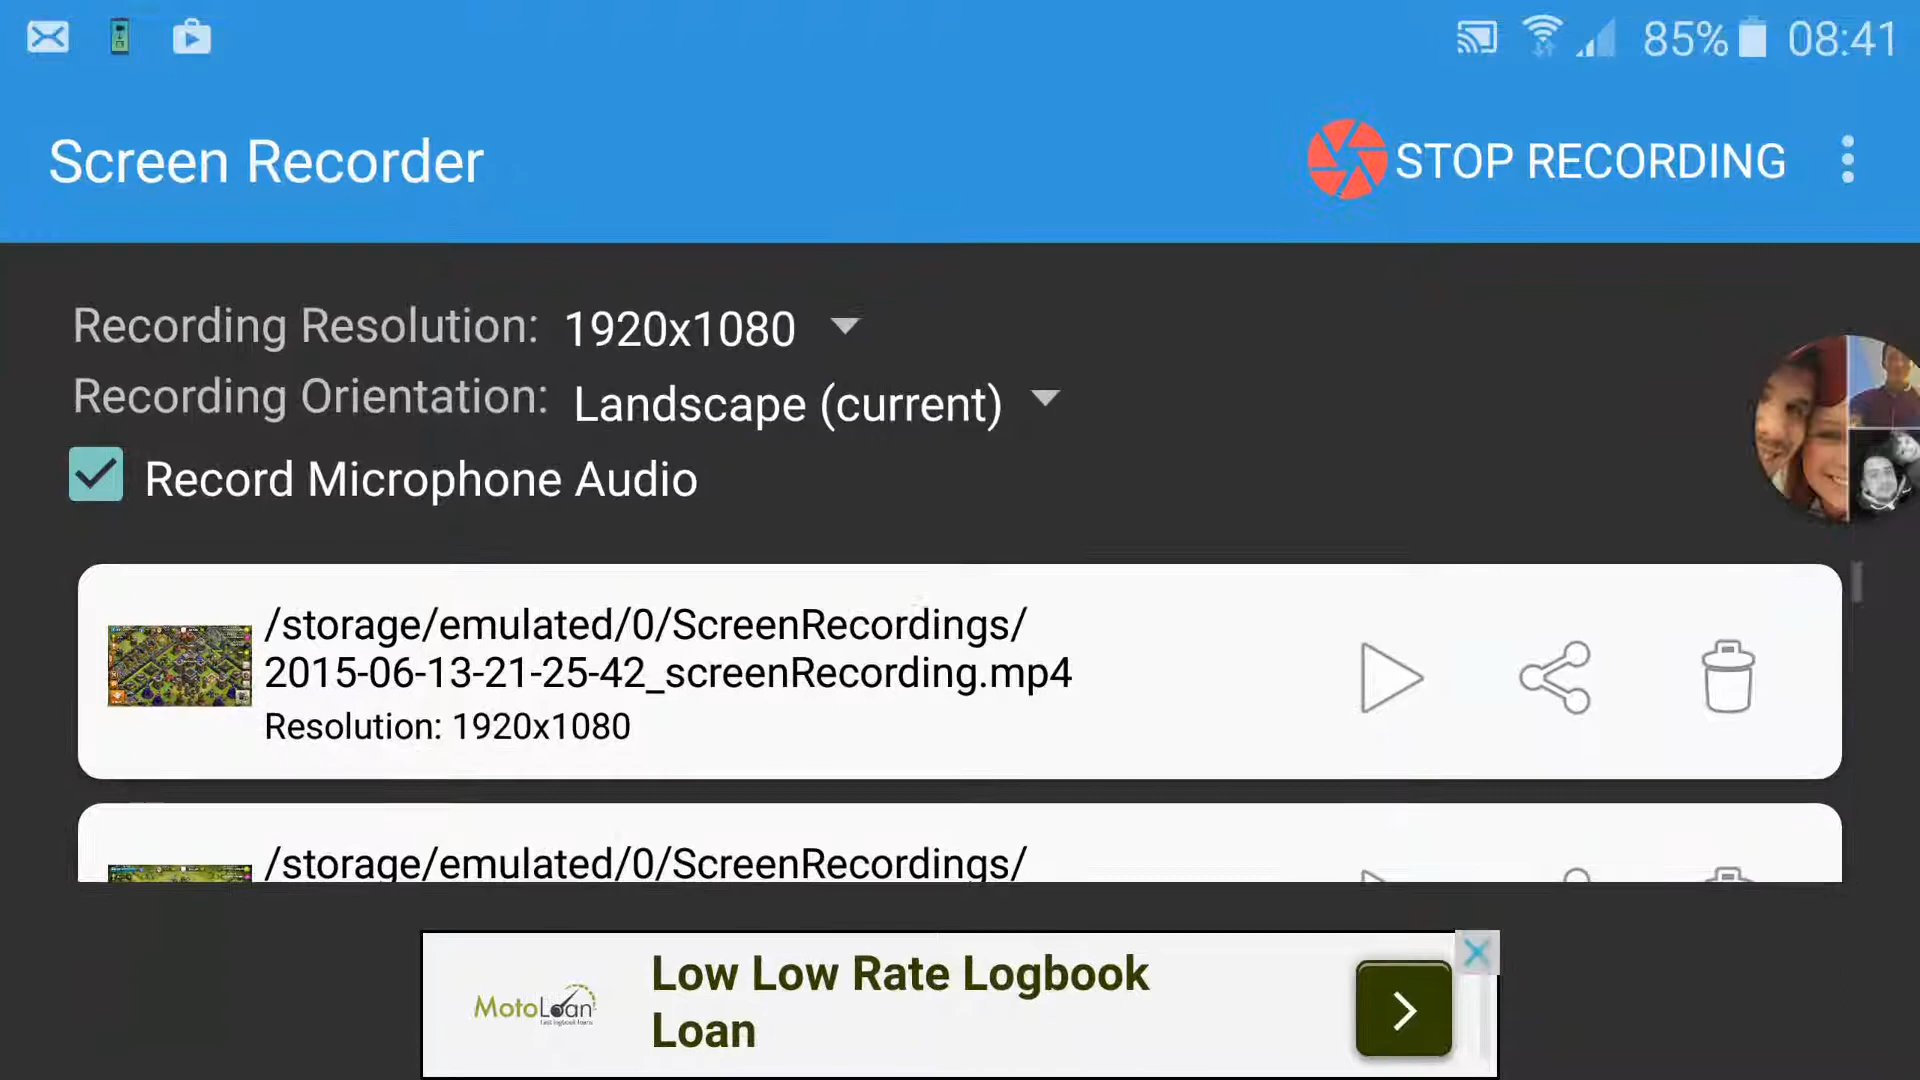 85% 08:41
Screen Recorder
STOP RECORDING
Recording Resolution: 1920x1080
Recording Orientation: Landscape (current)
Record Microphone Audio
/storage/emulated/0/ScreenRecordings/
2015-06-13-21-25-42_screenRecording.mp4
Resolution: 1920x1080
/storage/emulated/0/ScreenRecordings/
MotoLoan
Low Low Rate Logbook
Loan